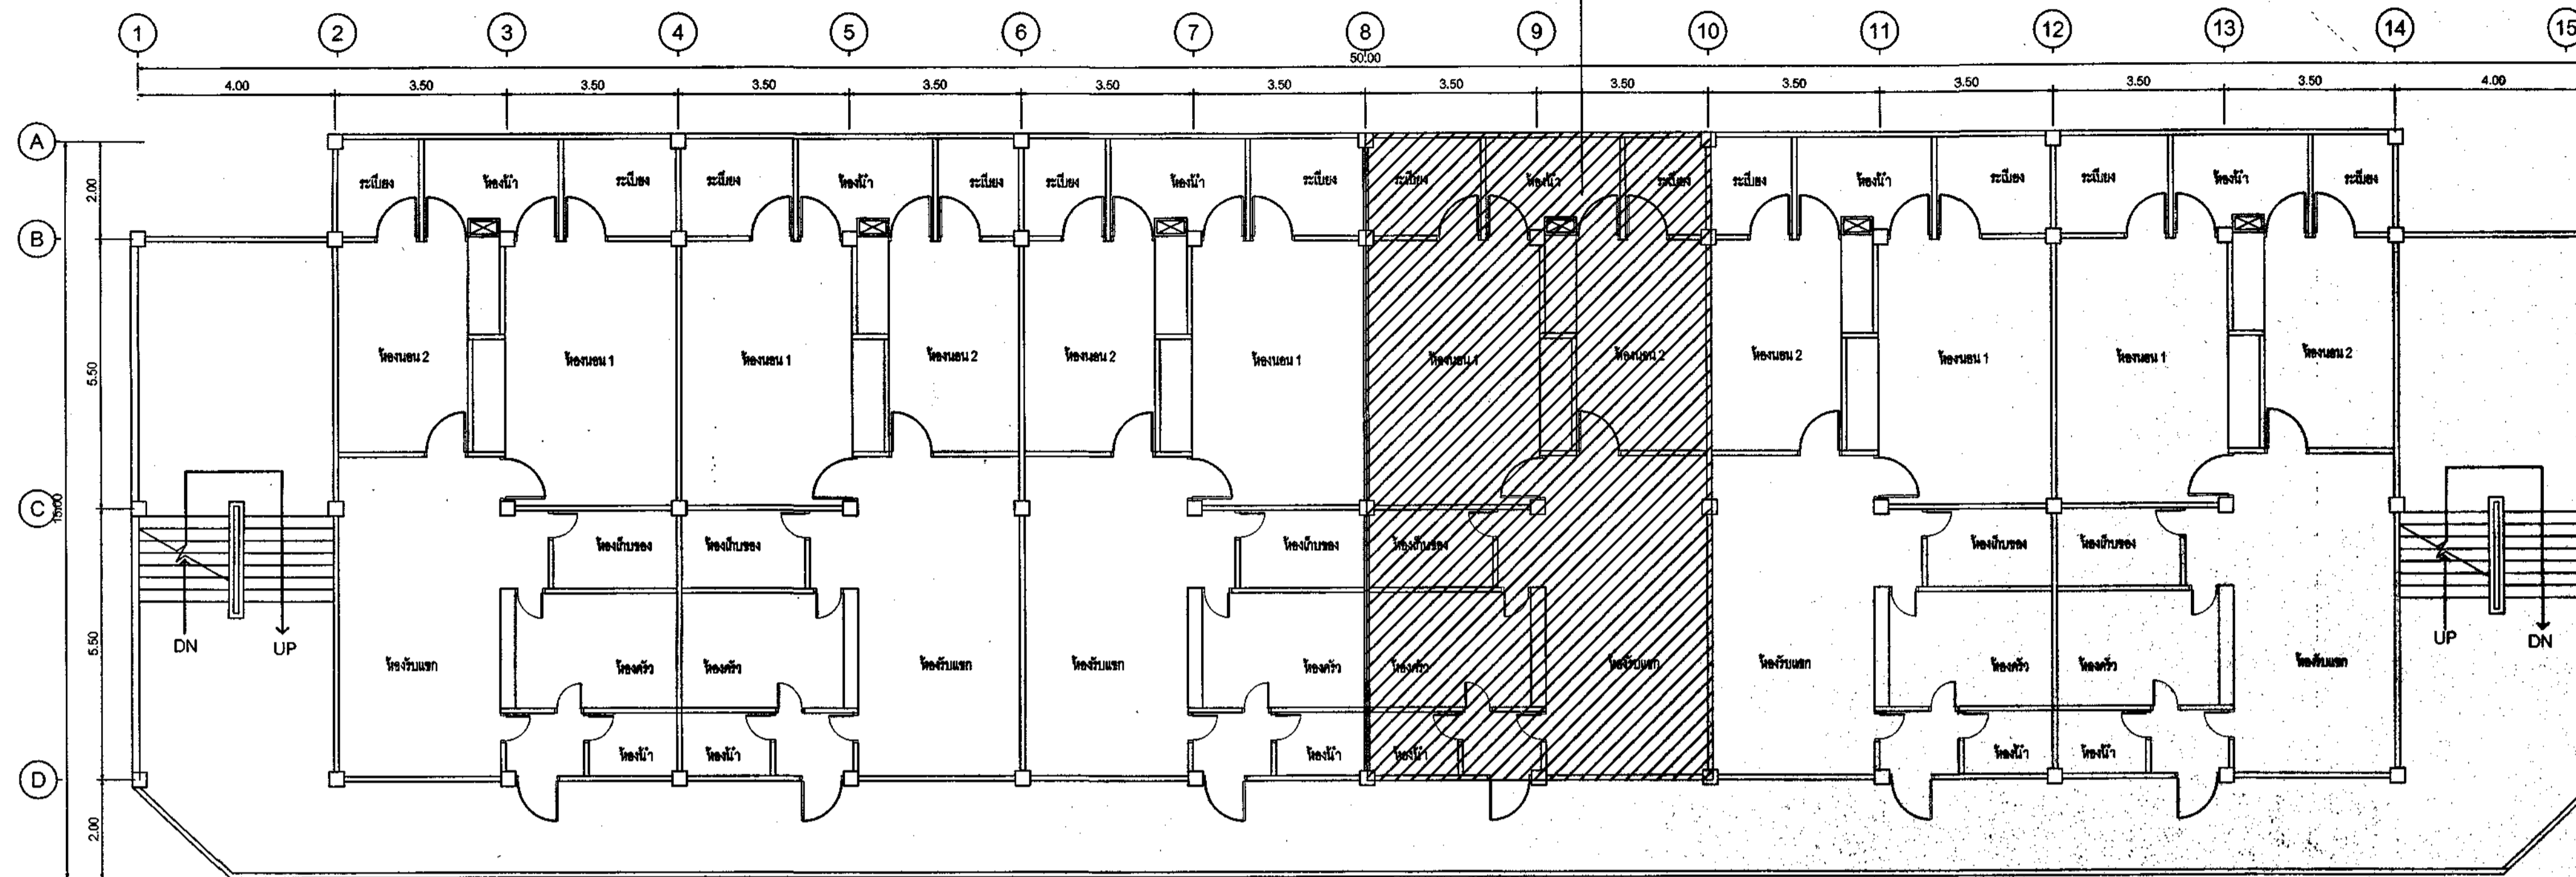 1 2 3 4 5 6 7 8 9 10 11 12 13 14 15
50.00
4.00 3.50 3.50 3.50 3.50 3.50 3.50 3.50 3.50 3.50 3.50 3.50 3.50 4.00
A
2.00
ระเบียง ห้องน้ำ ระเบียง ระเบียง ห้องน้ำ ระเบียง ระเบียง ห้องน้ำ ระเบียง ระเบียง ห้องน้ำ ระเบียง ระเบียง ห้องน้ำ ระเบียง ระเบียง ห้องน้ำ ระเบียง
B
5.50
ห้องนอน 2 ห้องนอน 1 ห้องนอน 1 ห้องนอน 2 ห้องนอน 2 ห้องนอน 1 ห้องนอน 1 ห้องนอน 2 ห้องนอน 2 ห้องนอน 1 ห้องนอน 1 ห้องนอน 2
C
15.00
ห้องเก็บของ ห้องเก็บของ ห้องเก็บของ ห้องเก็บของ ห้องเก็บของ ห้องเก็บของ
5.50
DN UP UP DN
ห้องรับแขก ห้องครัว ห้องครัว ห้องรับแขก ห้องรับแขก ห้องครัว ห้องครัว ห้องรับแขก ห้องรับแขก ห้องครัว ห้องครัว ห้องรับแขก
ห้องน้ำ ห้องน้ำ ห้องน้ำ ห้องน้ำ ห้องน้ำ ห้องน้ำ
D
2.00